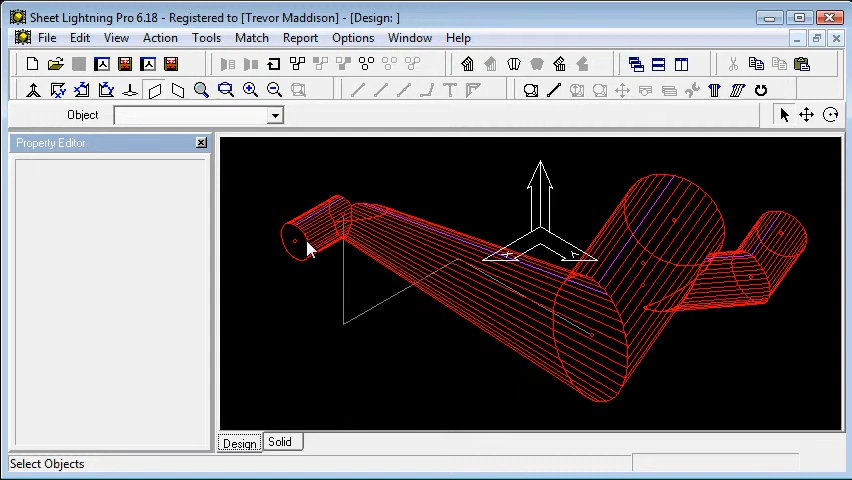 Sheet Lightning Pro 6.18 - Registered to [Trevor Maddison] - [Design: ]
File Edit View Action Tools Match Report Options Window Help
Object
Property Editor
X Y
Design Solid
Select Objects